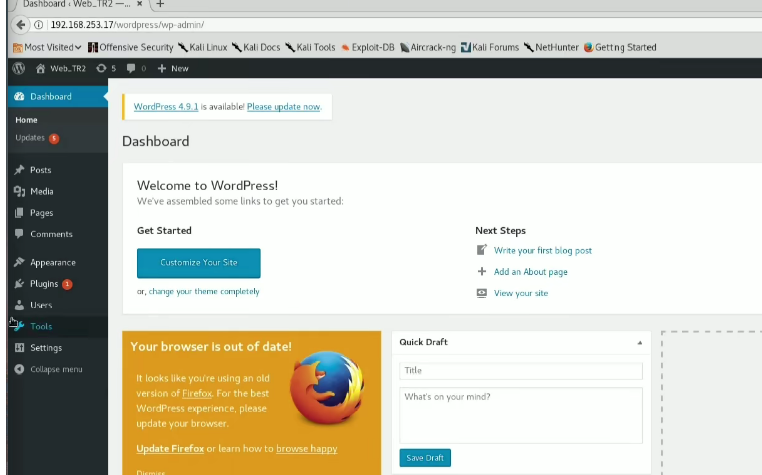 Dashboard ‹ Web_TR2 —... ×
192.168.253.17/wordpress/wp-admin/
Most Visited Offensive Security Kali Linux Kali Docs Kali Tools Exploit-DB Aircrack-ng Kali Forums NetHunter Getting Started
Web_TR2 5 0 + New
Dashboard
Home
Updates 5
Posts
Media
Pages
Comments
Appearance
Plugins 1
Users
Tools
Settings
Collapse menu
WordPress 4.9.1 is available! Please update now.
Dashboard
Welcome to WordPress!
We've assembled some links to get you started:
Get Started
Customize Your Site
or, change your theme completely
Next Steps
Write your first blog post
Add an About page
View your site
Your browser is out of date!
It looks like you're using an old
version of Firefox. For the best
WordPress experience, please
update your browser.
Update Firefox or learn how to browse happy
Dismiss
Quick Draft
Title
What's on your mind?
Save Draft